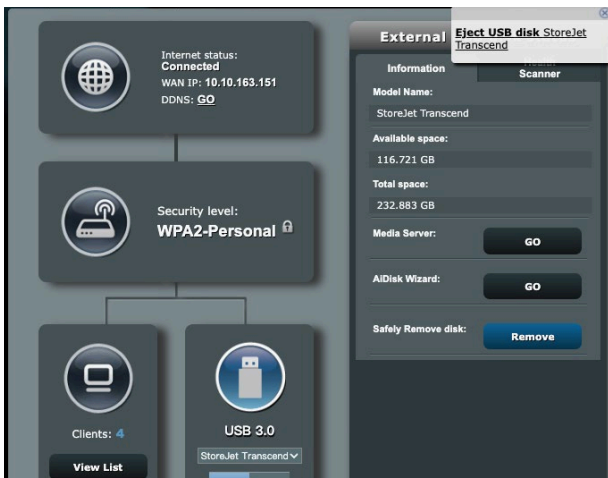 Internet status:
Connected
WAN IP: 10.10.163.151
DDNS: GO
Security level:
WPA2-Personal
Clients: 4
View List
USB 3.0
StoreJet Transcend
External
Eject USB disk StoreJet
Transcend
Information
Scanner
Model Name:
StoreJet Transcend
Available space:
116.721 GB
Total space:
232.883 GB
Media Server:
GO
AiDisk Wizard:
GO
Safely Remove disk:
Remove